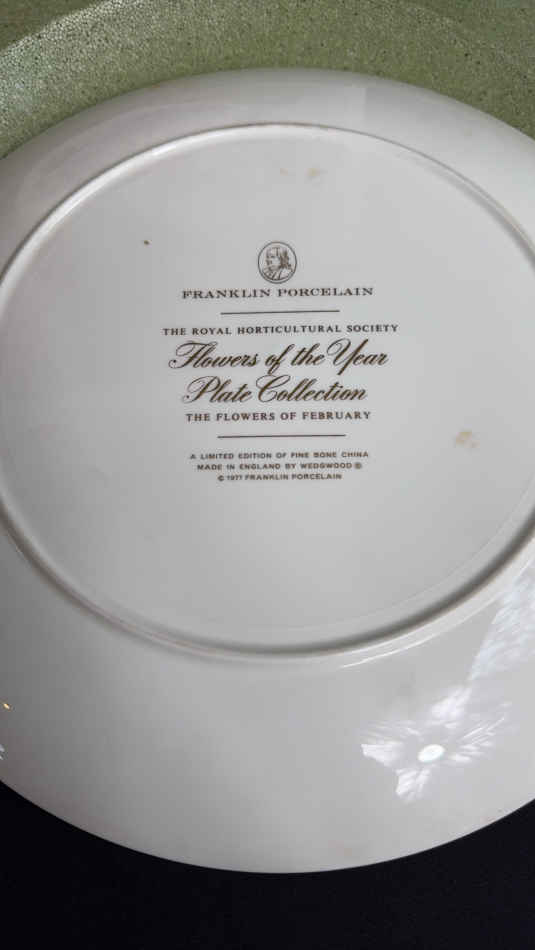 FRANKLIN PORCELAIN
THE ROYAL HORTICULTURAL SOCIETY
Flowers of the Year
Plate Collection
THE FLOWERS OF FEBRUARY
A LIMITED EDITION OF FINE BONE CHINA
MADE IN ENGLAND BY WEDGWOOD ®
© 1977 FRANKLIN PORCELAIN